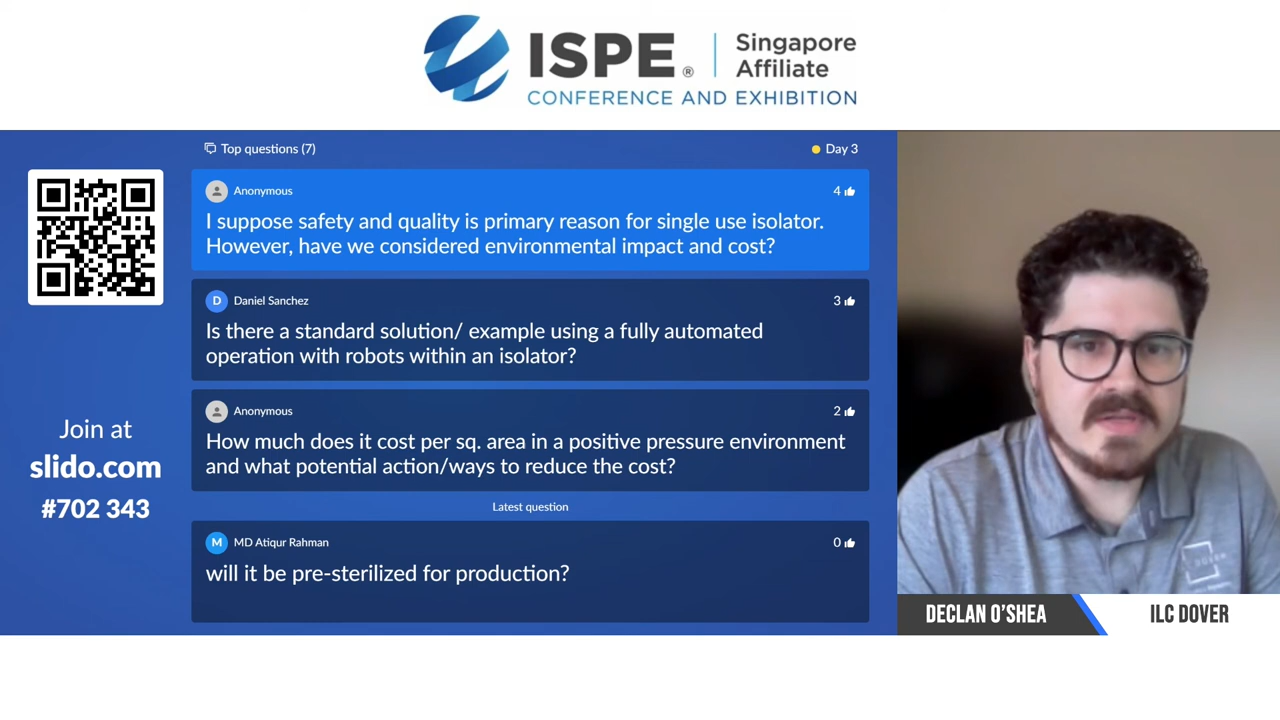 ISPE® | Singapore
Affiliate
CONFERENCE AND EXHIBITION
Top questions (7)
Day 3
Anonymous
4
I suppose safety and quality is primary reason for single use isolator.
However, have we considered environmental impact and cost?
D Daniel Sanchez
3
Is there a standard solution/ example using a fully automated
operation with robots within an isolator?
Anonymous
2
How much does it cost per sq. area in a positive pressure environment
and what potential action/ways to reduce the cost?
Latest question
M MD Atiqur Rahman
0
will it be pre-sterilized for production?
Join at
slido.com
#702 343
DECLAN O'SHEA
ILC DOVER